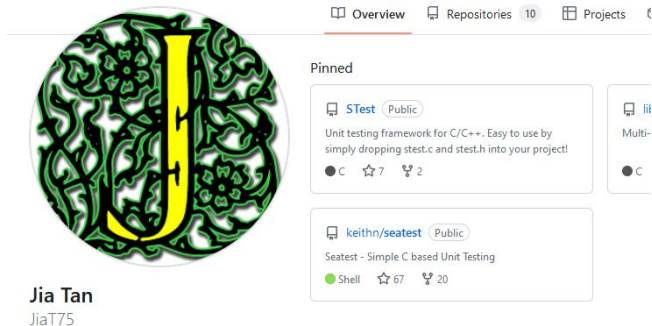 Overview Repositories 10 Projects
Pinned
STest Public
Unit testing framework for C/C++. Easy to use by
simply dropping stest.c and stest.h into your project!
C 7 2
li
Multi-
C
keithn/seatest Public
Seatest - Simple C based Unit Testing
Shell 67 20
J
Jia Tan
JiaT75